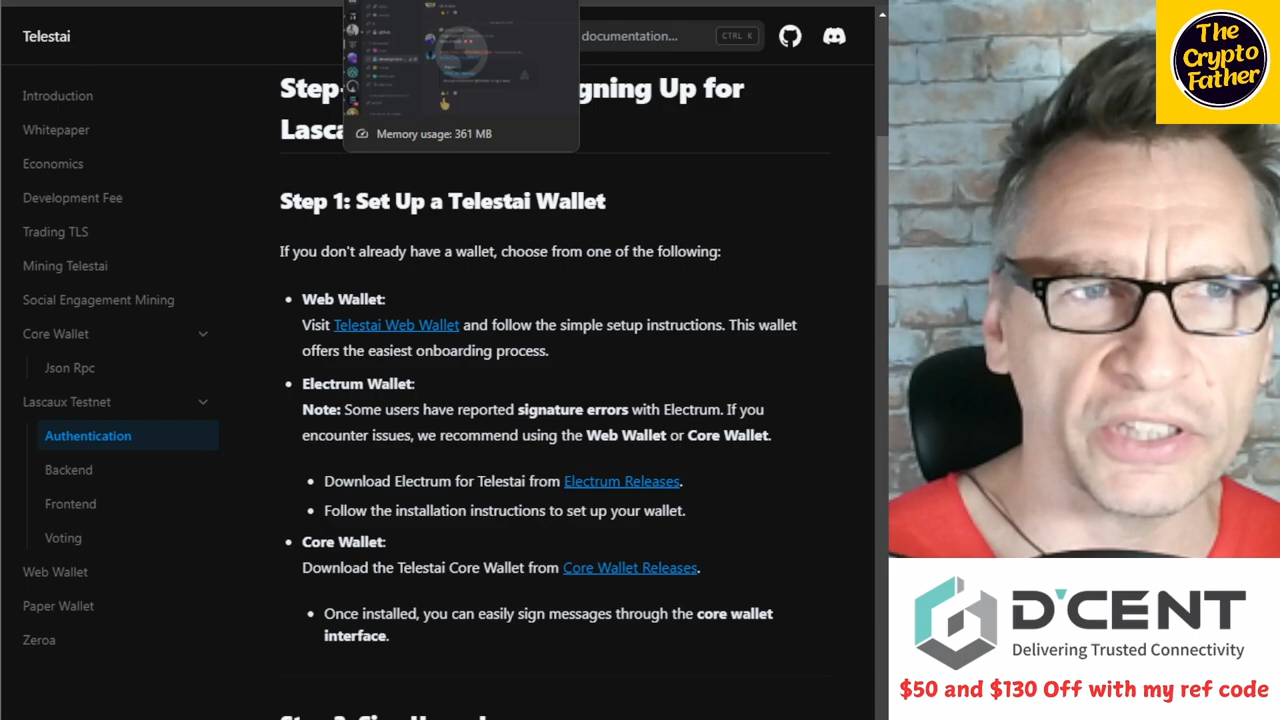 Telestai
documentation...
CTRL K
The
Crypto
Father
Step
gning Up for
Lasca
Memory usage: 361 MB
Introduction
Whitepaper
Economics
Development Fee
Trading TLS
Mining Telestai
Social Engagement Mining
Core Wallet
Json Rpc
Lascaux Testnet
Authentication
Backend
Frontend
Voting
Web Wallet
Paper Wallet
Zeroa
Step 1: Set Up a Telestai Wallet
If you don't already have a wallet, choose from one of the following:
• Web Wallet:
Visit Telestai Web Wallet and follow the simple setup instructions. This wallet
offers the easiest onboarding process.
• Electrum Wallet:
Note: Some users have reported signature errors with Electrum. If you
encounter issues, we recommend using the Web Wallet or Core Wallet.
• Download Electrum for Telestai from Electrum Releases.
• Follow the installation instructions to set up your wallet.
• Core Wallet:
Download the Telestai Core Wallet from Core Wallet Releases.
• Once installed, you can easily sign messages through the core wallet
interface.
D'CENT
Delivering Trusted Connectivity
$50 and $130 Off with my ref code